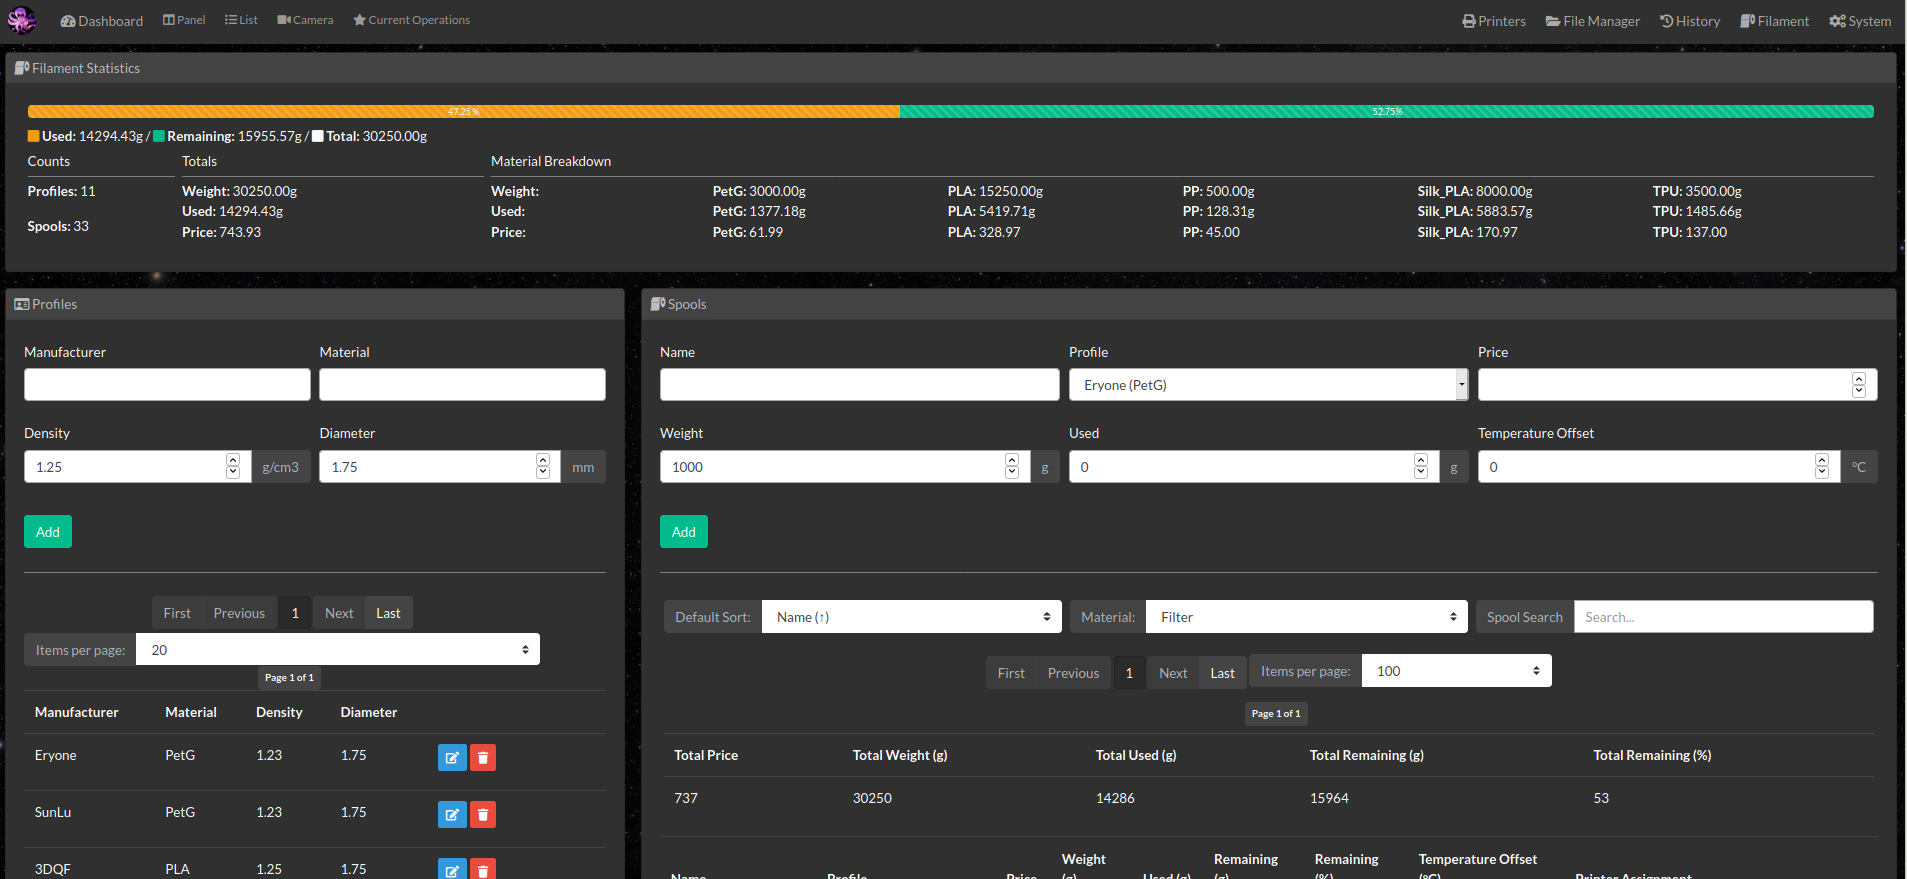 Dashboard Panel List Camera Current Operations Printers File Manager History Filament System
Filament Statistics
47.25% 52.75%
Used: 14294.43g / Remaining: 15955.57g / Total: 30250.00g
Counts Totals Material Breakdown
Profiles: 11 Weight: 30250.00g Weight: PetG: 3000.00g PLA: 15250.00g PP: 500.00g Silk_PLA: 8000.00g TPU: 3500.00g
Used: 14294.43g Used: PetG: 1377.18g PLA: 5419.71g PP: 128.31g Silk_PLA: 5883.57g TPU: 1485.66g
Spools: 33 Price: 743.93 Price: PetG: 61.99 PLA: 328.97 PP: 45.00 Silk_PLA: 170.97 TPU: 137.00
Profiles
Manufacturer Material
Density Diameter
1.25 g/cm3 1.75 mm
Add
First Previous 1 Next Last
Items per page: 20
Page 1 of 1
Manufacturer Material Density Diameter
Eryone PetG 1.23 1.75
SunLu PetG 1.23 1.75
3DQF PLA 1.25 1.75
Spools
Name Profile Price
Eryone (PetG)
Weight Used Temperature Offset
1000 g 0 g 0 °C
Add
Default Sort: Name (↑) Material: Filter Spool Search Search...
First Previous 1 Next Last Items per page: 100
Page 1 of 1
Total Price Total Weight (g) Total Used (g) Total Remaining (g) Total Remaining (%)
737 30250 14286 15964 53
Weight Remaining Remaining Temperature Offset
Name Profile Price (g) Used (g) (g) (%) (°C) Printer Assignment